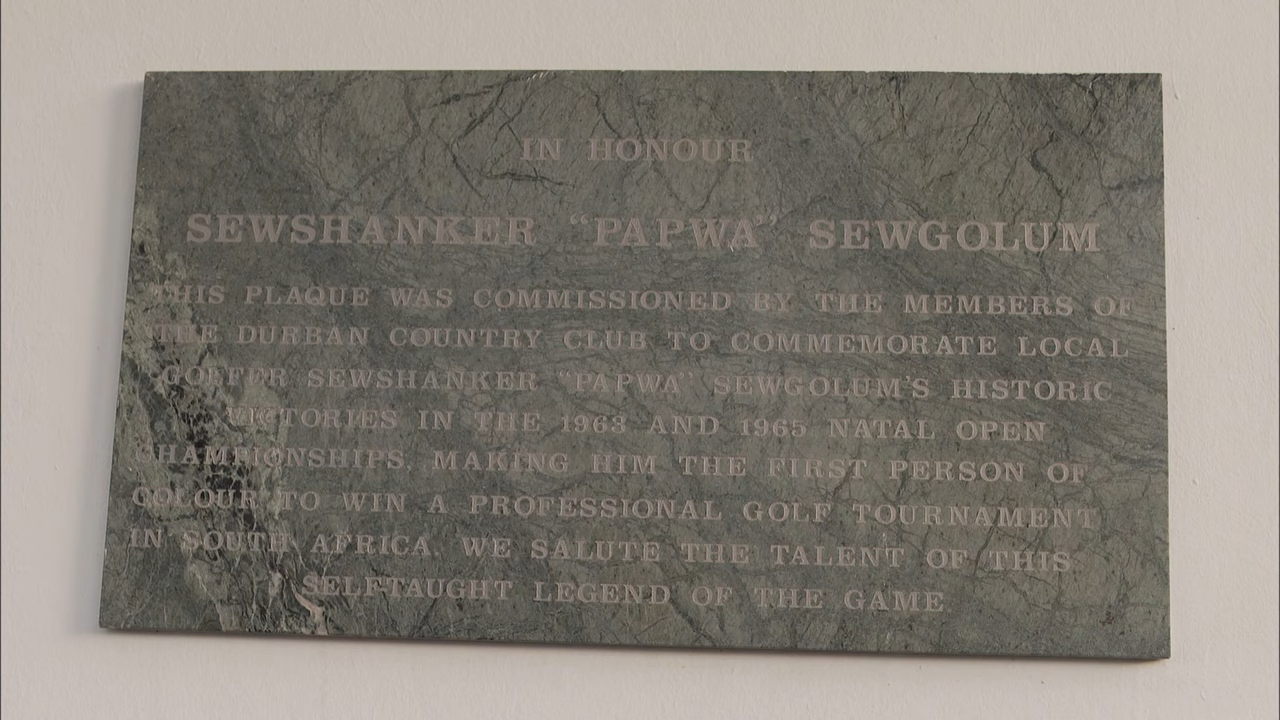 IN HONOUR
SEWSHANKER "PAPWA" SEWGOLUM
THIS PLAQUE WAS COMMISSIONED BY THE MEMBERS OF
THE DURBAN COUNTRY CLUB TO COMMEMORATE LOCAL
GOLFER SEWSHANKER "PAPWA" SEWGOLUM'S HISTORIC
VICTORIES IN THE 1963 AND 1965 NATAL OPEN
CHAMPIONSHIPS, MAKING HIM THE FIRST PERSON OF
COLOUR TO WIN A PROFESSIONAL GOLF TOURNAMENT
IN SOUTH AFRICA. WE SALUTE THE TALENT OF THIS
SELF-TAUGHT LEGEND OF THE GAME